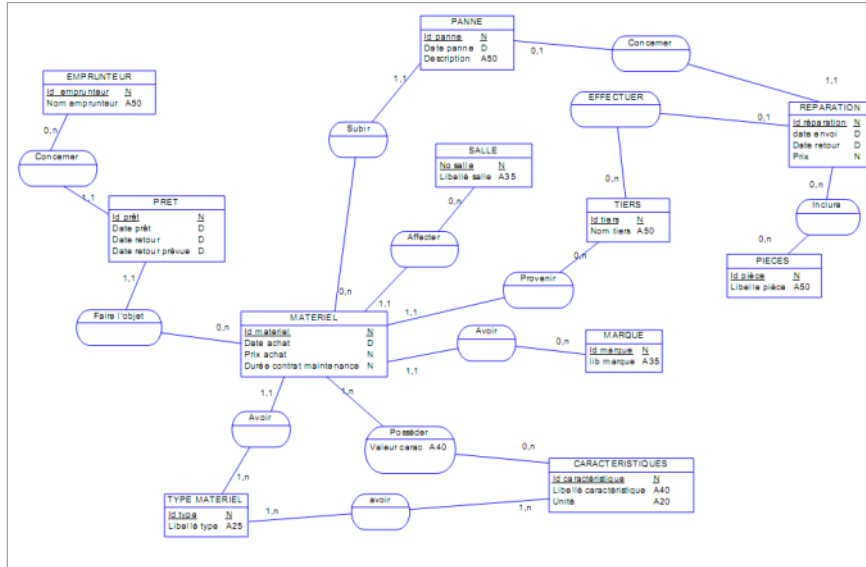 PANNE
Id panne N
Date panne D
Description A50
0,1
Concerner
1,1
1,1
EMPRUNTEUR
Id emprunteur N
Nom emprunteur A50
0,n
Concerner
1,1
EFFECTUER
0,1
0,n
REPARATION
Id réparation N
date envoi D
Date retour D
Prix N
0,n
Subir
0,n
SALLE
No salle N
Libellé salle A35
0,n
Affecter
1,1
PRET
Id prêt N
Date prêt D
Date retour D
Date retour prévue D
1,1
TIERS
Id tiers N
Nom tiers A50
0,n
Provenir
1,1
Inclure
0,n
PIECES
Id pièce N
Libelle pièce A50
Faire l'objet
0,n
MATERIEL
Id materiel N
Date achat D
Prix achat N
Durée contrat maintenance N
Avoir
1,1
0,n
MARQUE
Id marque N
lib marque A35
1,1
1,n
Avoir
1,n
Posséder
Valeur carac A40
0,n
CARACTERISTIQUES
Id caractéristique N
Libellé caractéristique A40
Unité A20
TYPE MATERIEL
Id type N
Libellé type A25
1,n
avoir
1,n